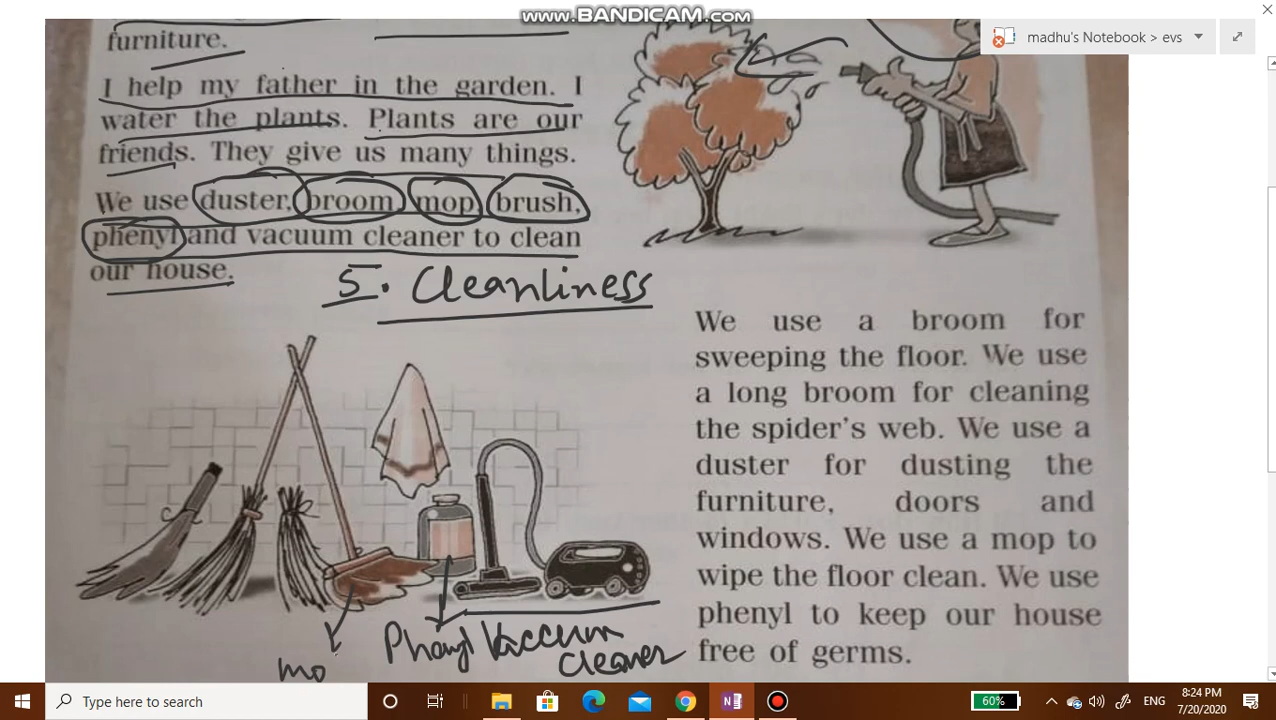 www.BANDICAM.com
madhu's Notebook > evs
furniture.
I help my father in the garden. I
water the plants. Plants are our
friends. They give us many things.
We use duster, broom, mop, brush,
phenyl and vacuum cleaner to clean
our house.
5. Cleanliness
We use a broom for
sweeping the floor. We use
a long broom for cleaning
the spider's web. We use a
duster for dusting the
furniture, doors and
windows. We use a mop to
wipe the floor clean. We use
phenyl to keep our house
free of germs.
mo
Phenyl Vaccum
cleaner
Type here to search
60%
ENG
8:24 PM
7/20/2020